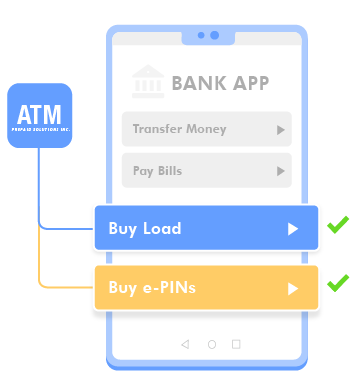 BANK APP
ATM
PREPAID SOLUTIONS INC.
Transfer Money
Pay Bills
Buy Load
Buy e-PINs